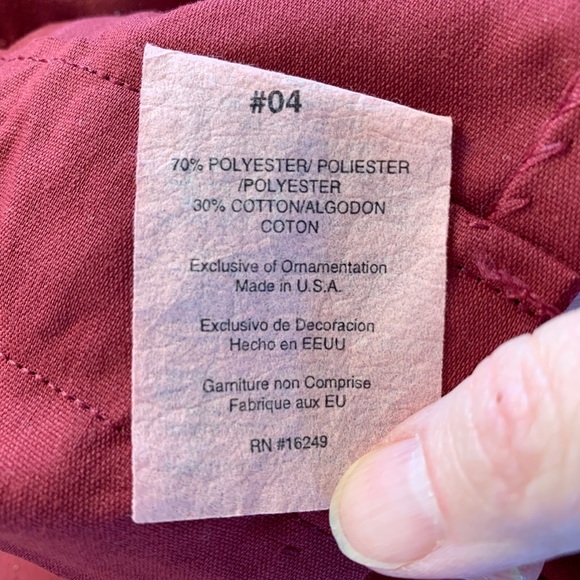 #04
70% POLYESTER/ POLIESTER
/POLYESTER
30% COTTON/ALGODON
COTON
Exclusive of Ornamentation
Made in U.S.A.
Exclusivo de Decoracion
Hecho en EEUU
Garniture non Comprise
Fabrique aux EU
RN #16249